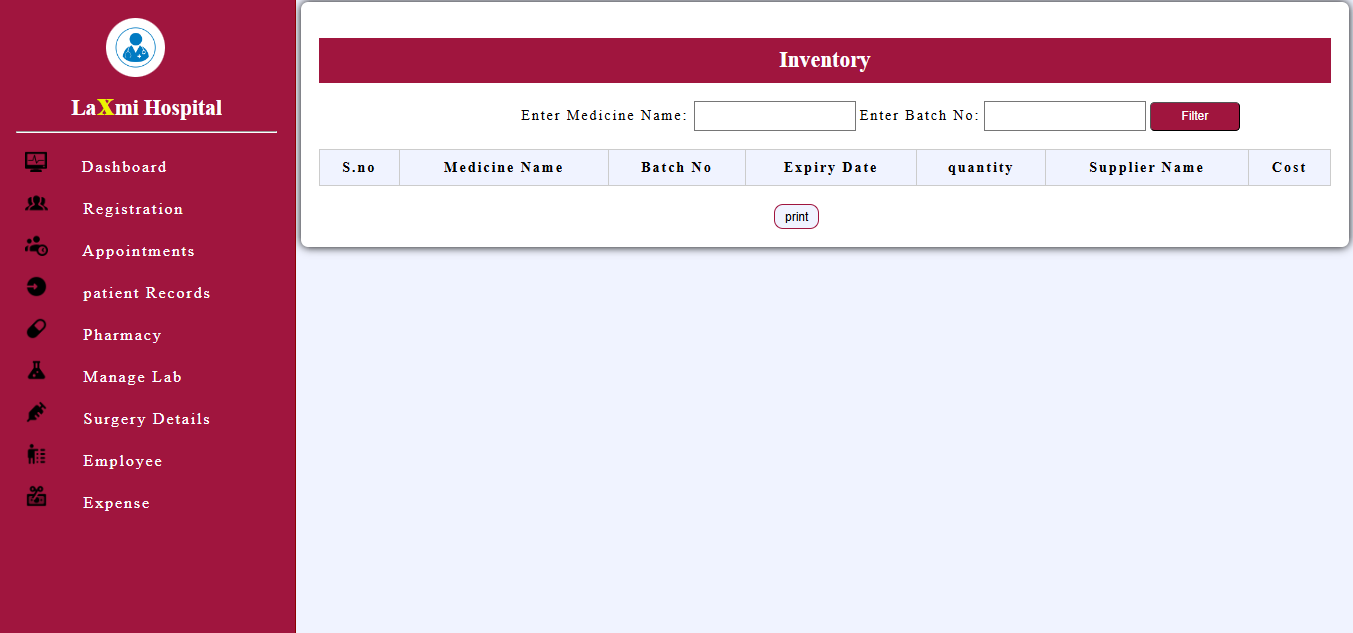 LaXmi Hospital
Dashboard
Registration
Appointments
patient Records
Pharmacy
Manage Lab
Surgery Details
Employee
Expense
Inventory
Enter Medicine Name: Enter Batch No: Filter
S.no Medicine Name Batch No Expiry Date quantity Supplier Name Cost
print